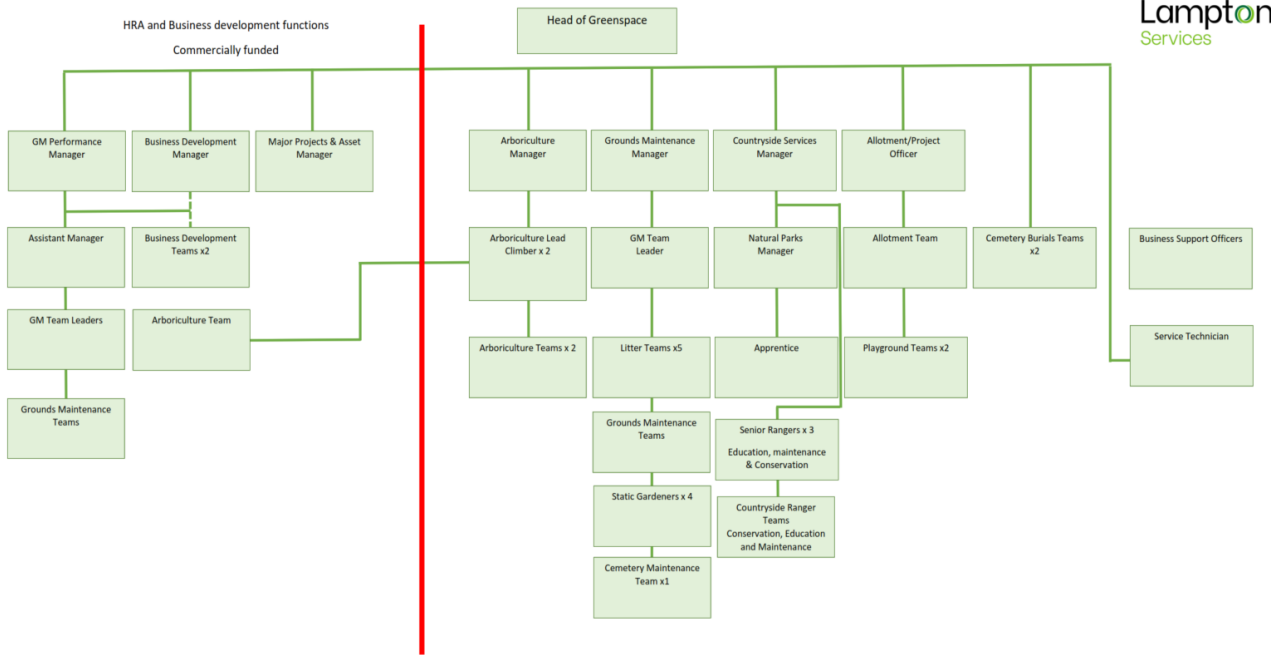 HRA and Business development functions
Commercially funded
Head of Greenspace
Lampton
Services
GM Performance
Manager
Business Development
Manager
Major Projects & Asset
Manager
Arboriculture
Manager
Grounds Maintenance
Manager
Countryside Services
Manager
Allotment/Project
Officer
Assistant Manager
Business Development
Teams x2
Arboriculture Lead
Climber x 2
GM Team
Leader
Natural Parks
Manager
Allotment Team
Cemetery Burials Teams
x2
Business Support Officers
GM Team Leaders
Arboriculture Team
Arboriculture Teams x 2
Litter Teams x5
Apprentice
Playground Teams x2
Service Technician
Grounds Maintenance
Teams
Grounds Maintenance
Teams
Senior Rangers x 3
Education, maintenance
& Conservation
Static Gardeners x 4
Countryside Ranger
Teams
Conservation, Education
and Maintenance
Cemetery Maintenance
Team x1